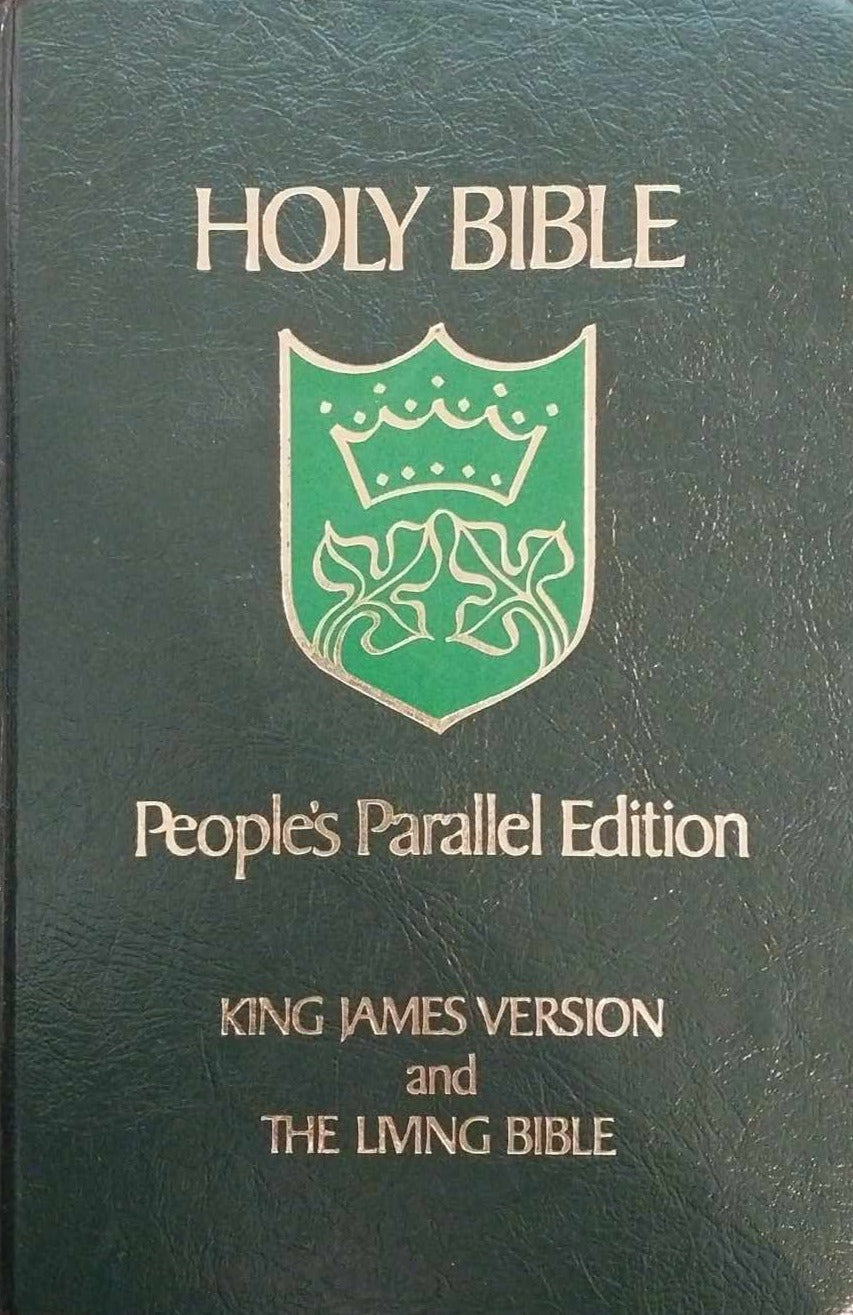 HOLY BIBLE
People's Parallel Edition
KING JAMES VERSION
and
THE LIVING BIBLE